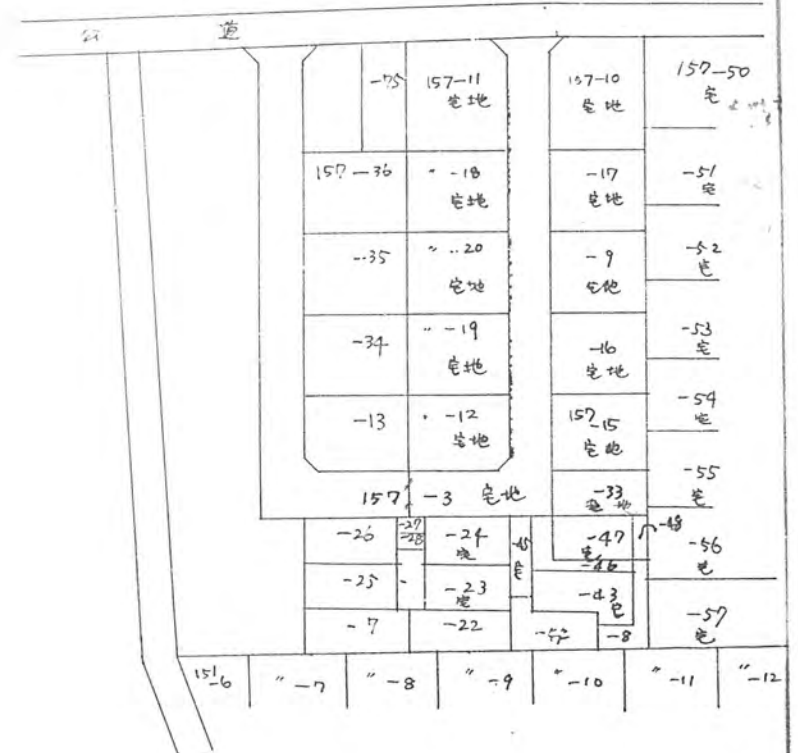 公道
-75
157-11
宅地
157-10
宅地
157-50
宅
157-36
〃 -18
宅地
-17
宅地
-51
宅
-35
〃 -20
宅地
-9
宅地
-52
宅
-34
〃 -19
宅地
-16
宅地
-53
宅
-13
〃 -12
宅地
157-15
宅地
-54
宅
157-3 宅地
-33
-55
宅
-26
-27
-28
-24
宅
-45
宅
-47
宅
-46
-48
-56
宅
-25
-23
宅
-43
宅
-57
宅
-7
-22
-8
151-6
〃-7
〃-8
〃-9
〃-10
〃-11
〃-12